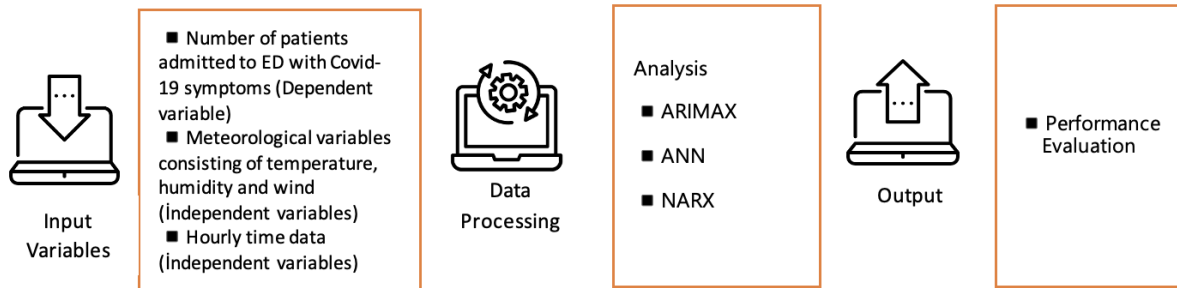 Input
Variables
■ Number of patients
admitted to ED with Covid-
19 symptoms (Dependent
variable)
■ Meteorological variables
consisting of temperature,
humidity and wind
(İndependent variables)
■ Hourly time data
(İndependent variables)
Data
Processing
Analysis
■ ARIMAX
■ ANN
■ NARX
Output
■ Performance
Evaluation